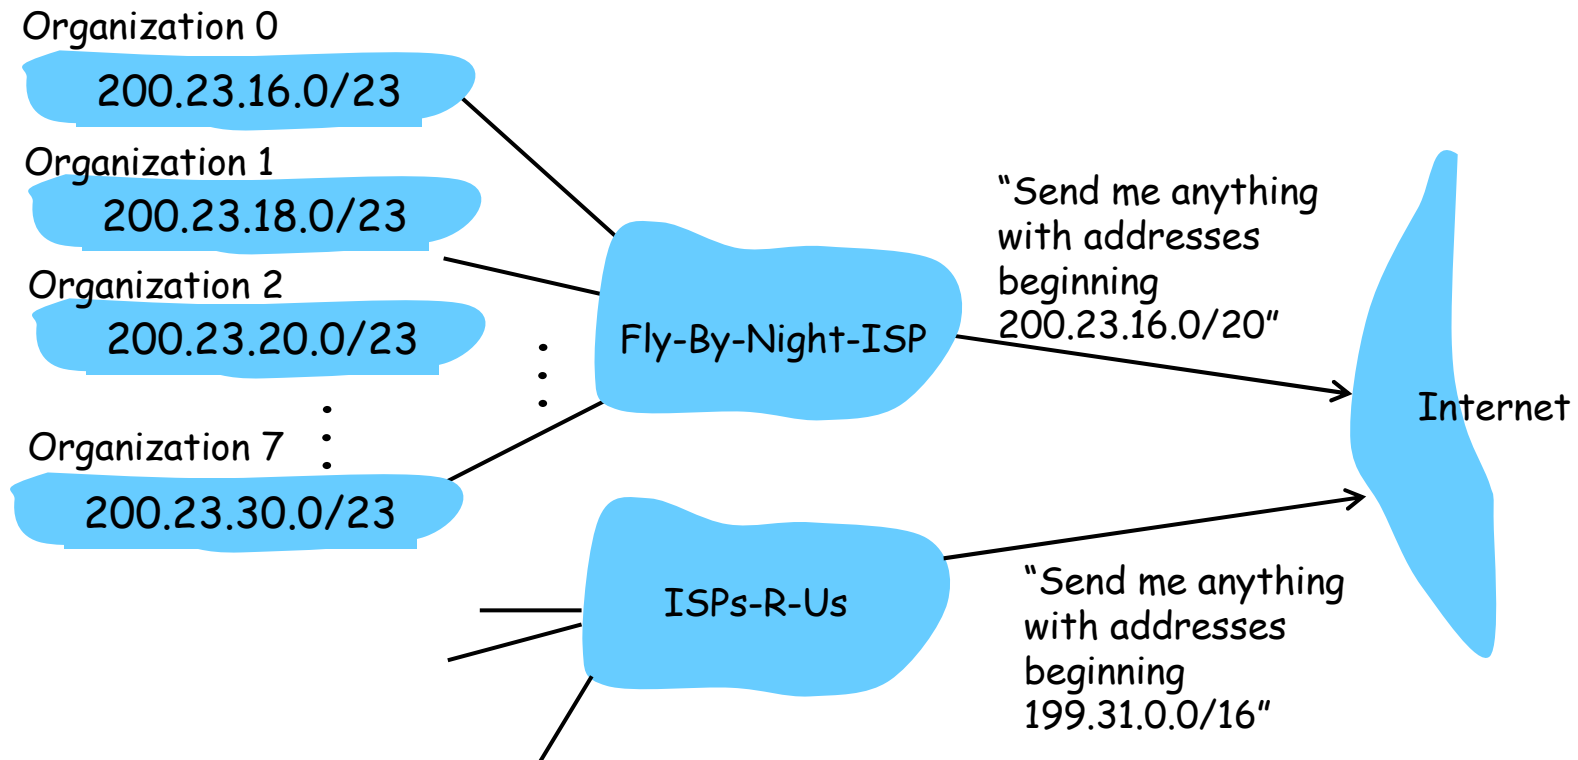 Organization 0
200.23.16.0/23
Organization 1
200.23.18.0/23
Organization 2
200.23.20.0/23
Organization 7
200.23.30.0/23
Fly-By-Night-ISP
“Send me anything
with addresses
beginning
200.23.16.0/20”
Internet
ISPs-R-Us
“Send me anything
with addresses
beginning
199.31.0.0/16”